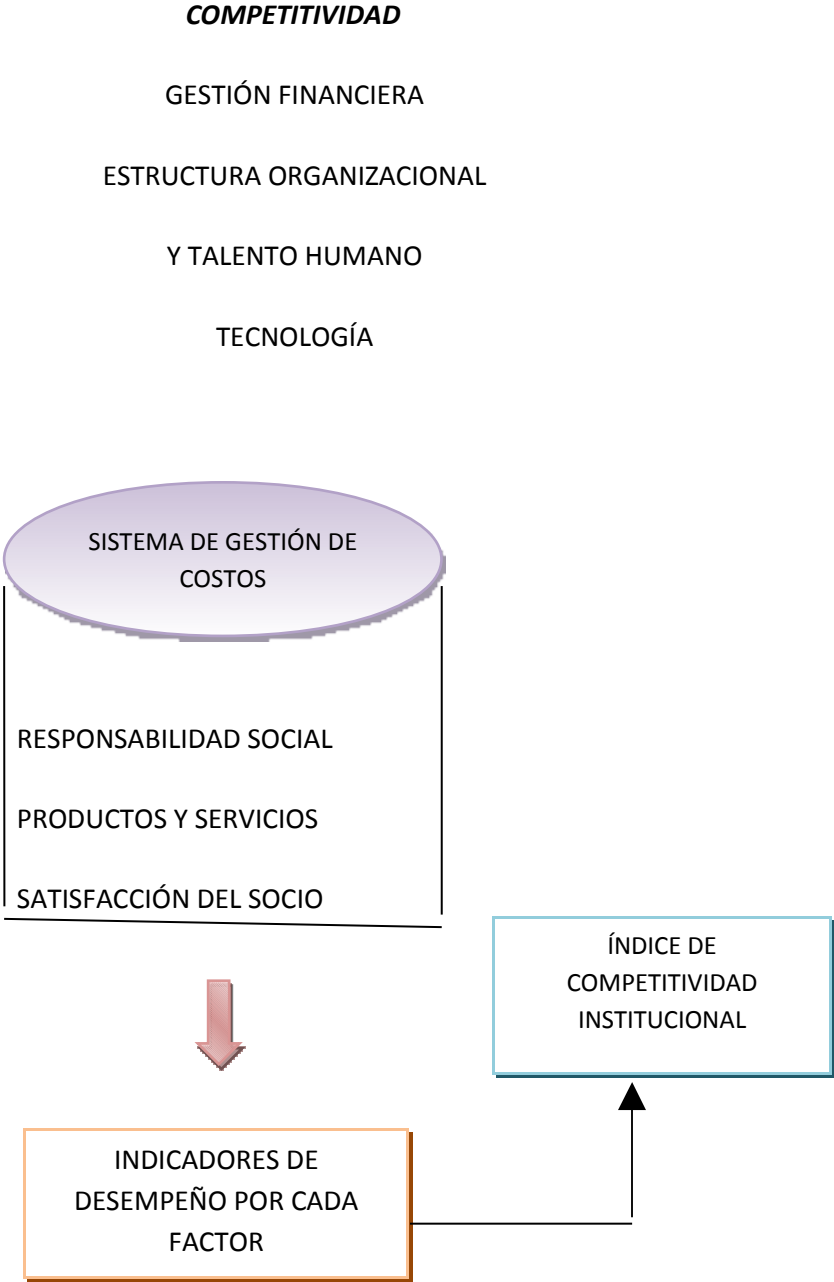 COMPETITIVIDAD
GESTIÓN FINANCIERA
ESTRUCTURA ORGANIZACIONAL
Y TALENTO HUMANO
TECNOLOGÍA
SISTEMA DE GESTIÓN DE
COSTOS
RESPONSABILIDAD SOCIAL
PRODUCTOS Y SERVICIOS
SATISFACCIÓN DEL SOCIO
ÍNDICE DE
COMPETITIVIDAD
INSTITUCIONAL
INDICADORES DE
DESEMPEÑO POR CADA
FACTOR